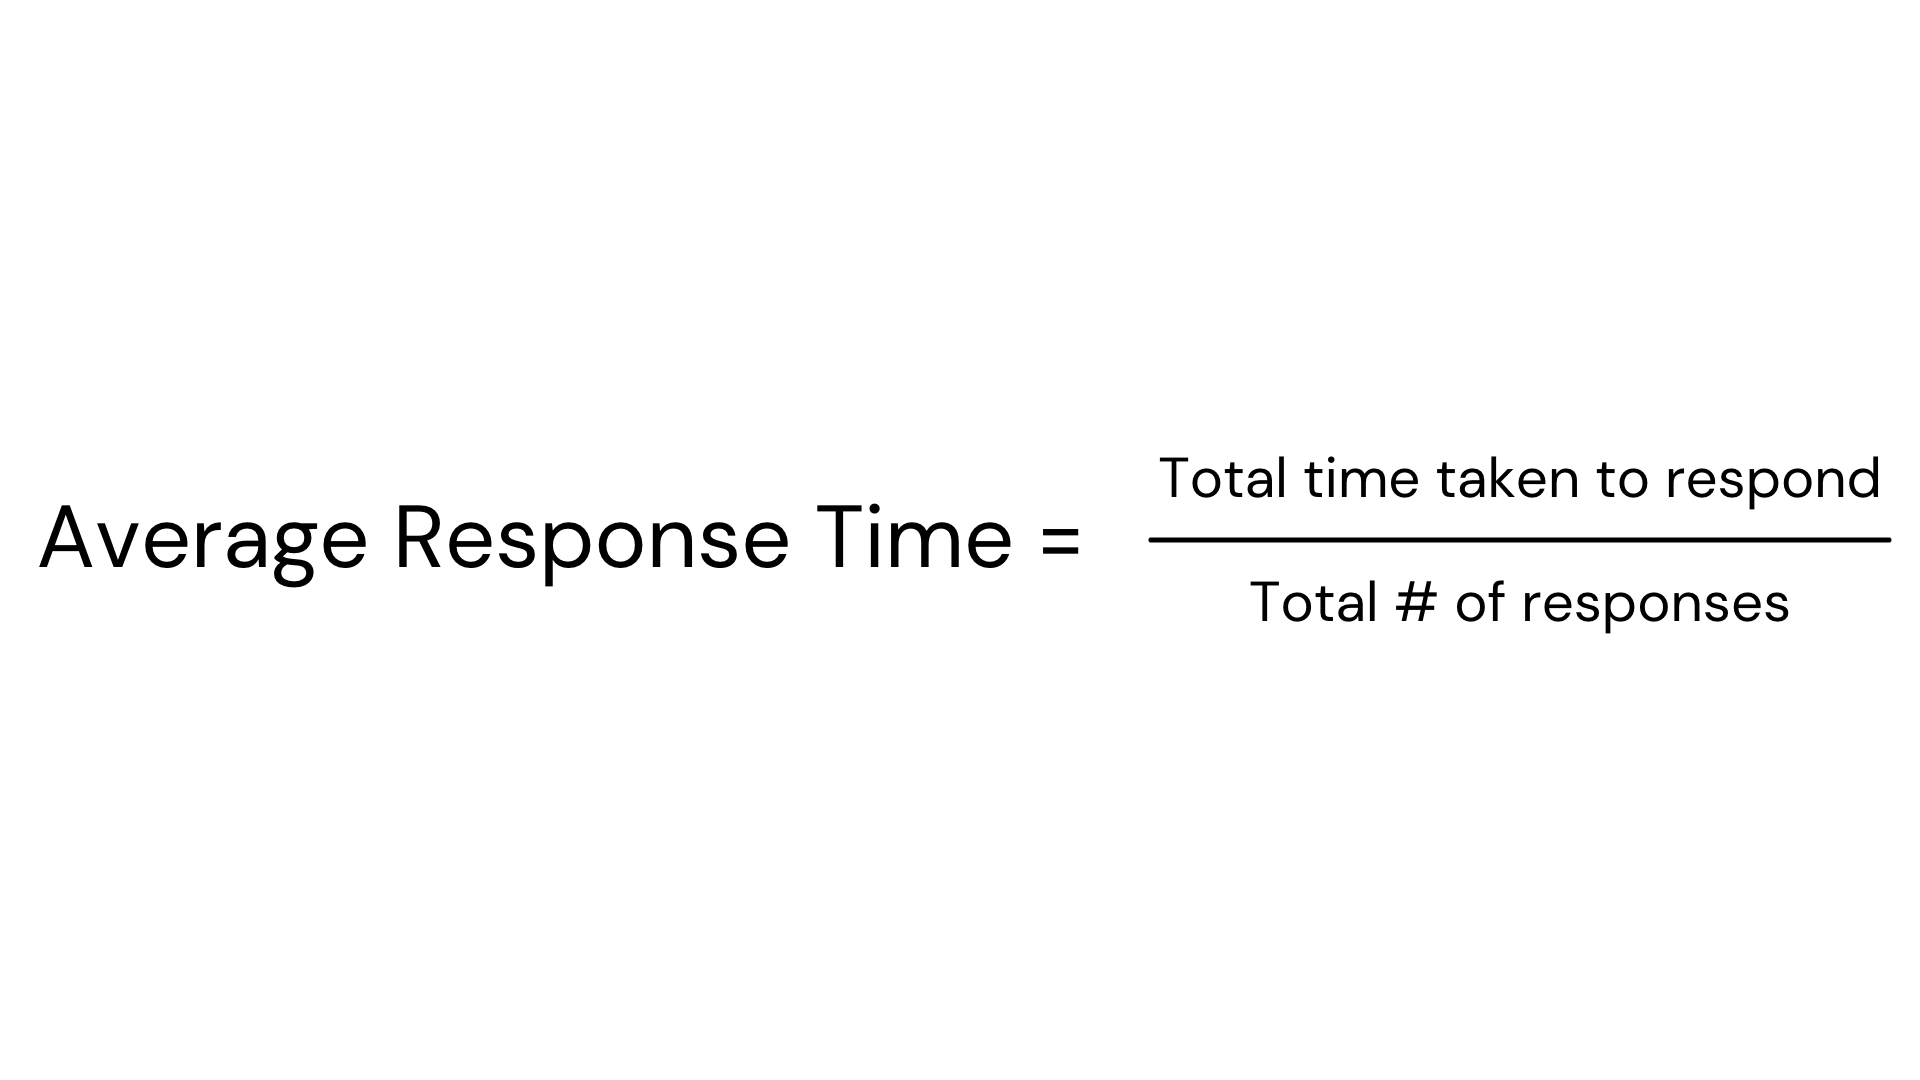 Average Response Time =
Total time taken to respond
Total # of responses